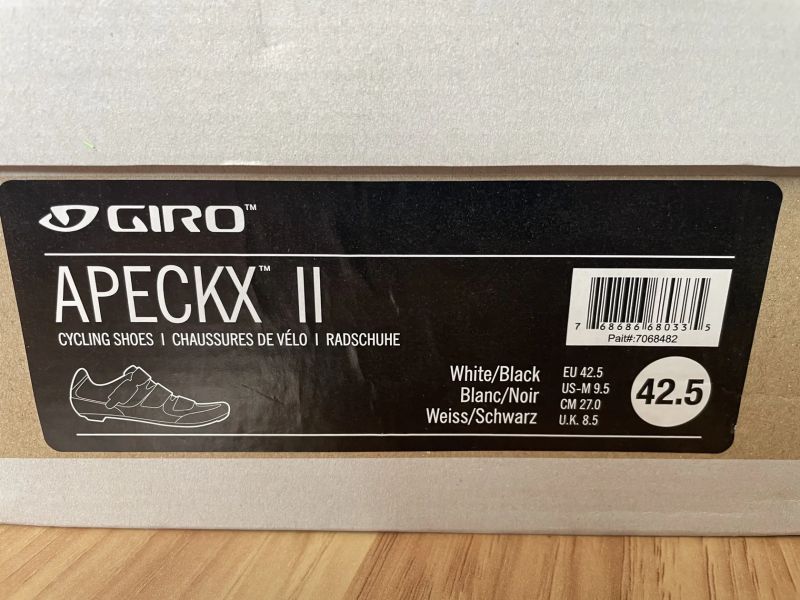 GIRO™
APECKX™ II
CYCLING SHOES | CHAUSSURES DE VÉLO | RADSCHUHE
7 68686 68033 5
Pait#:7068482
White/Black
Blanc/Noir
Weiss/Schwarz
EU 42.5
US-M 9.5
CM 27.0
U.K. 8.5
42.5